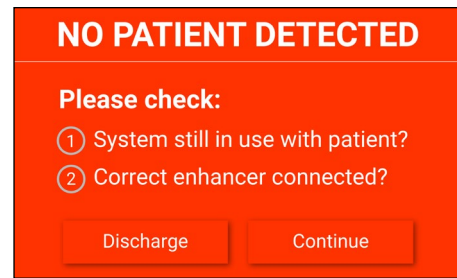 NO PATIENT DETECTED
Please check:
1 System still in use with patient?
2 Correct enhancer connected?
Discharge Continue